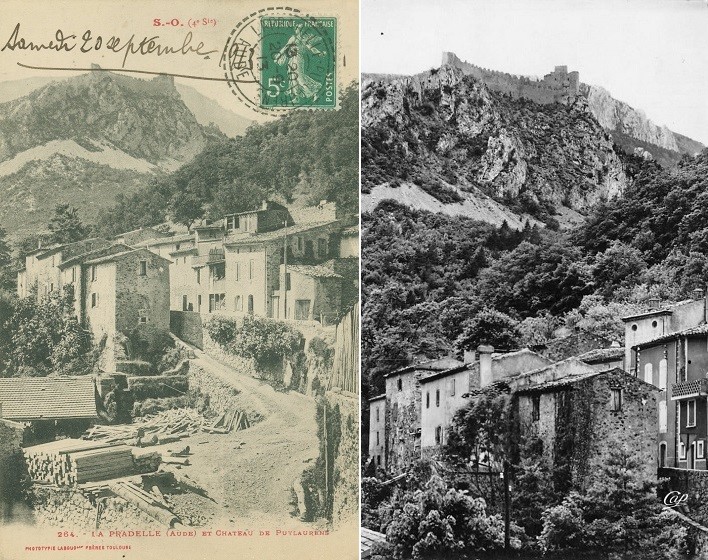 S.-O. (4e Sie)
Samedi 20 septembre.
REPUBLIQUE FRANÇAISE
5c
POSTES
264. - LA PRADELLE (AUDE) ET CHATEAU DE PUYLAURENS
PHOTOTYPIE LABOUCHE FRÈRES TOULOUSE
Cap